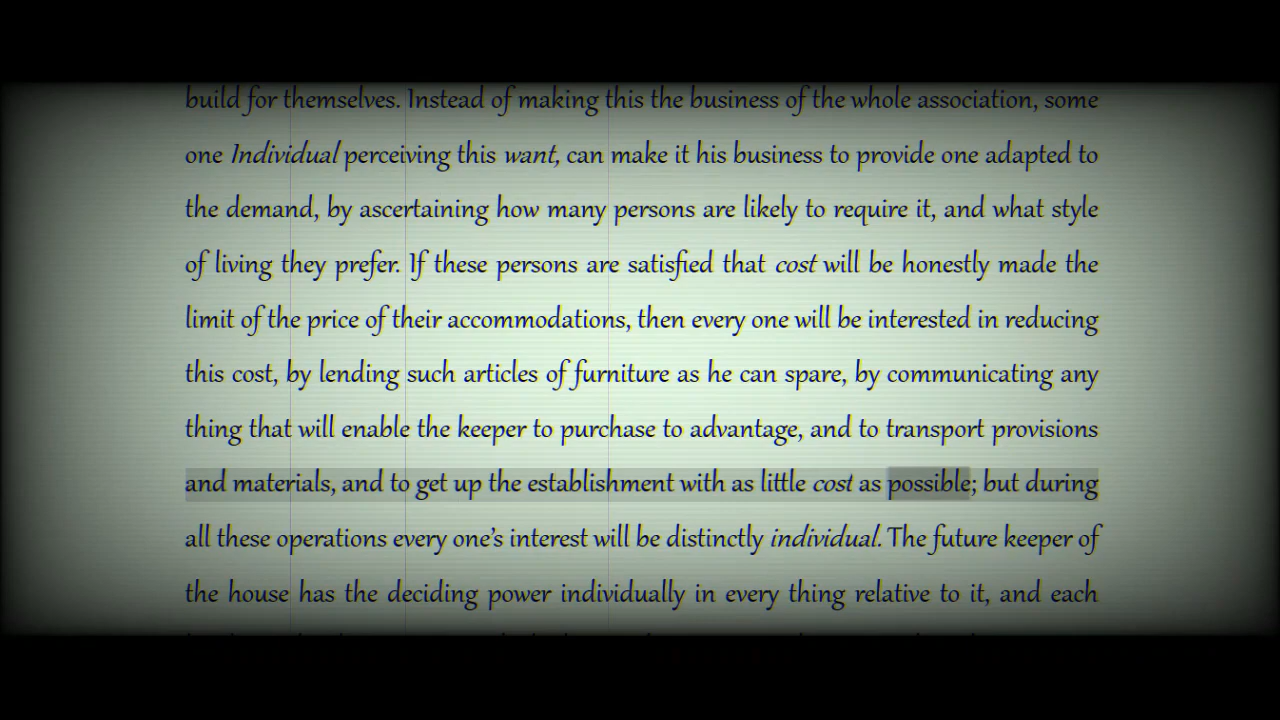 build for themselves. Instead of making this the business of the whole association, some
one Individual perceiving this want, can make it his business to provide one adapted to
the demand, by ascertaining how many persons are likely to require it, and what style
of living they prefer. If these persons are satisfied that cost will be honestly made the
limit of the price of their accommodations, then every one will be interested in reducing
this cost, by lending such articles of furniture as he can spare, by communicating any
thing that will enable the keeper to purchase to advantage, and to transport provisions
and materials, and to get up the establishment with as little cost as possible; but during
all these operations every one’s interest will be distinctly individual. The future keeper of
the house has the deciding power individually in every thing relative to it, and each